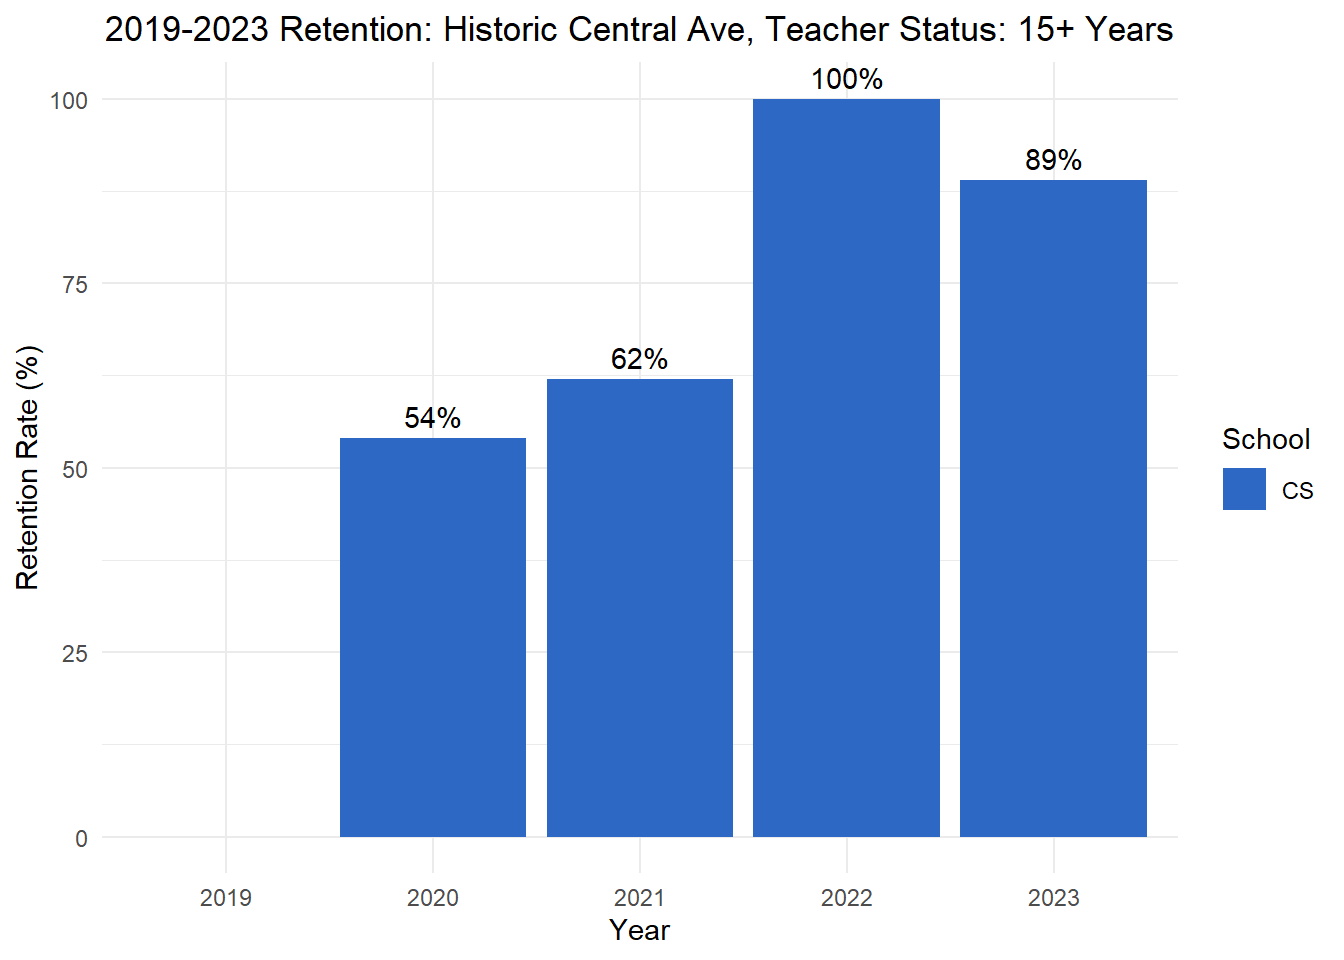 2019-2023 Retention: Historic Central Ave, Teacher Status: 15+ Years
100%
100
89%
75
62%
54%
50
25
0
Retention Rate (%)
School
CS
2019 2020 2021 2022 2023
Year